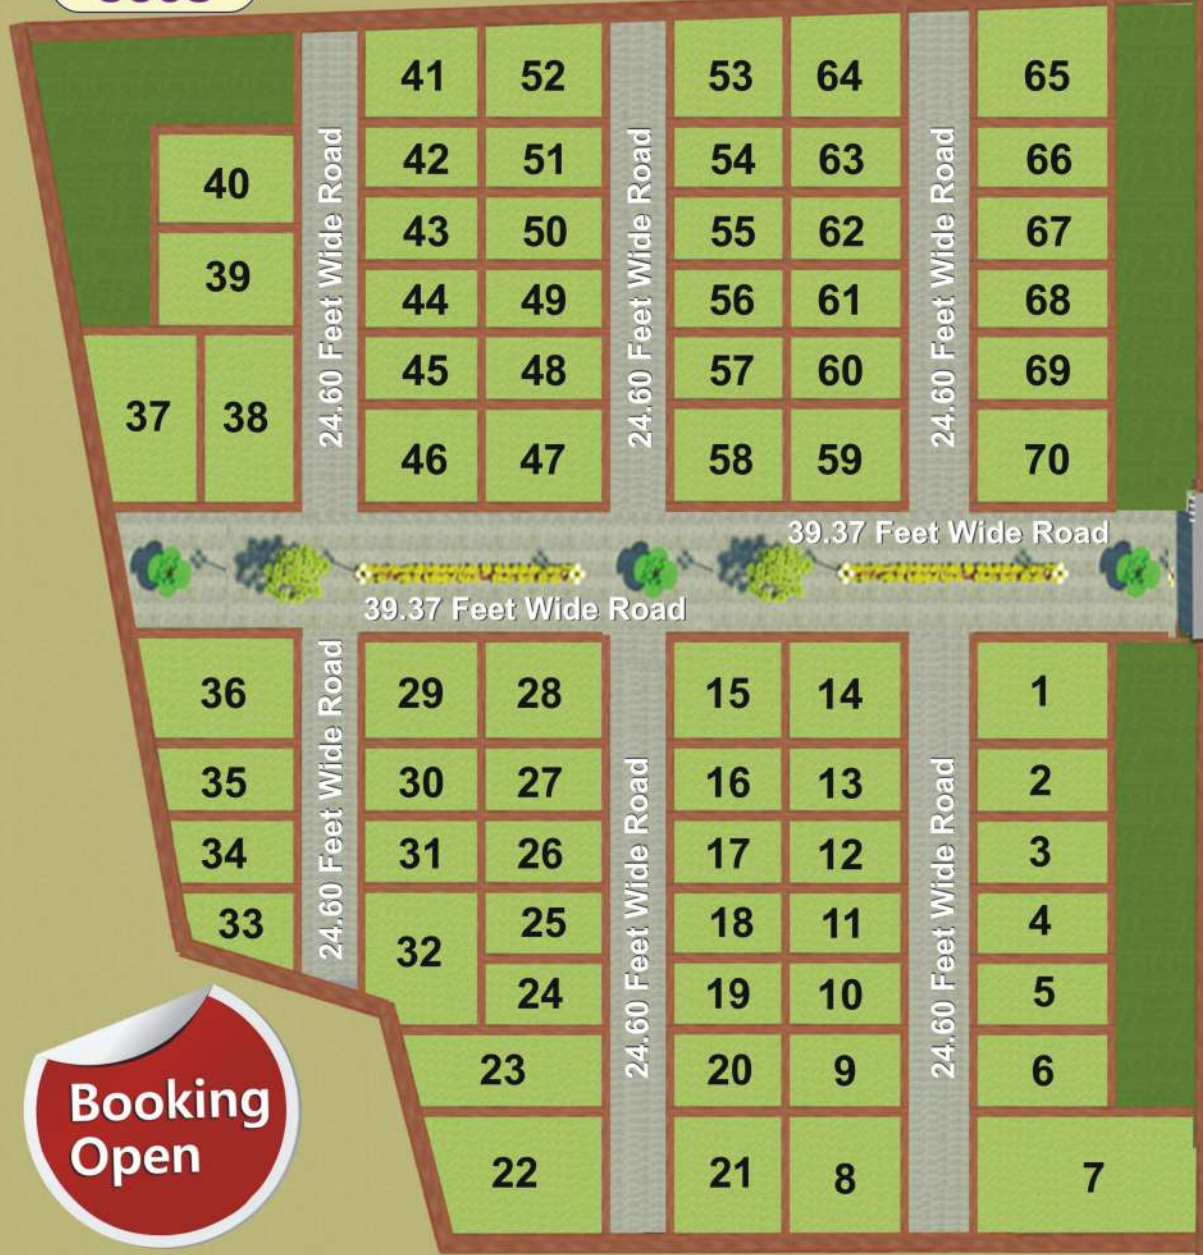 41 52 53 64 65
40 42 51 54 63 66
39 43 50 55 62 67
44 49 56 61 68
37 38 45 48 57 60 69
46 47 58 59 70
24.60 Feet Wide Road
24.60 Feet Wide Road
24.60 Feet Wide Road
39.37 Feet Wide Road
39.37 Feet Wide Road
36 29 28 15 14 1
35 30 27 16 13 2
34 31 26 17 12 3
33 32 25 18 11 4
24 19 10 5
23 20 9 6
22 21 8 7
24.60 Feet Wide Road
24.60 Feet Wide Road
24.60 Feet Wide Road
Booking
Open